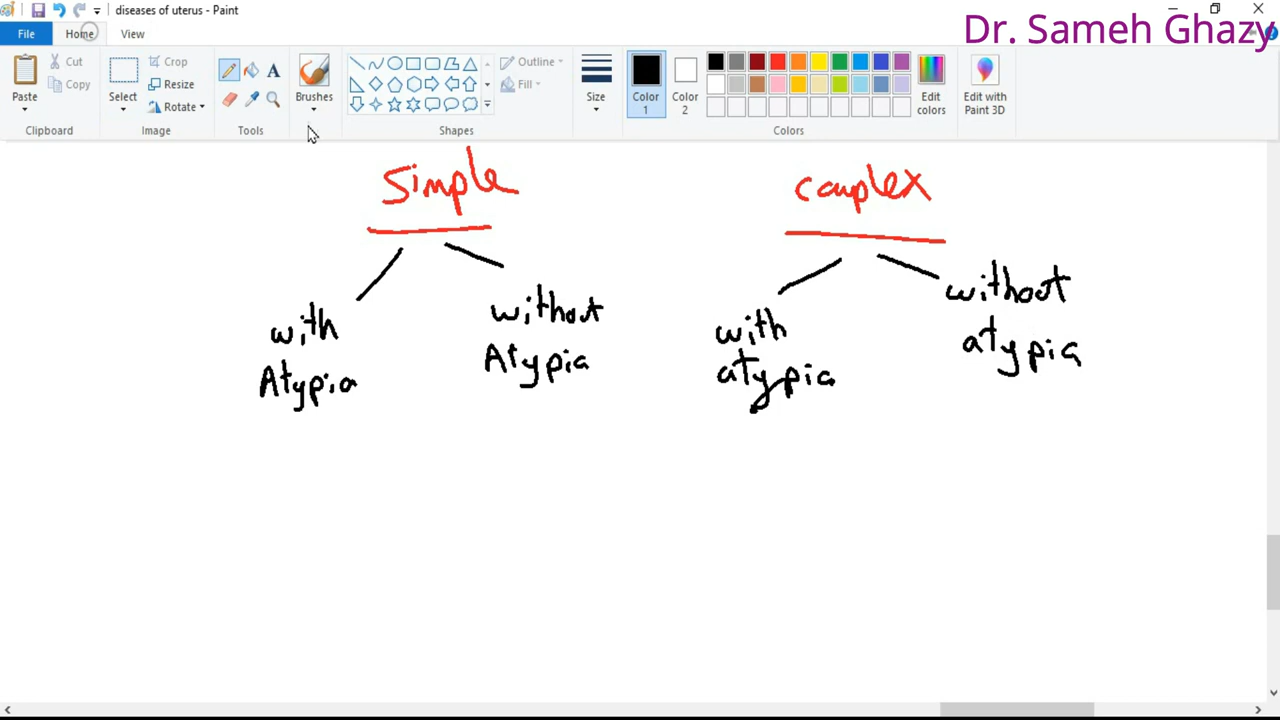 diseases of uterus - Paint
Dr. Sameh Ghazy
File
Home
View
Paste
Cut
Copy
Clipboard
Select
Crop
Resize
Rotate
Image
A
Tools
Brushes
Shapes
Outline
Fill
Size
Color
1
Color
2
Colors
Edit
colors
Edit with
Paint 3D
Simple
complex
with
Atypia
without
Atypia
with
atypia
without
atypia